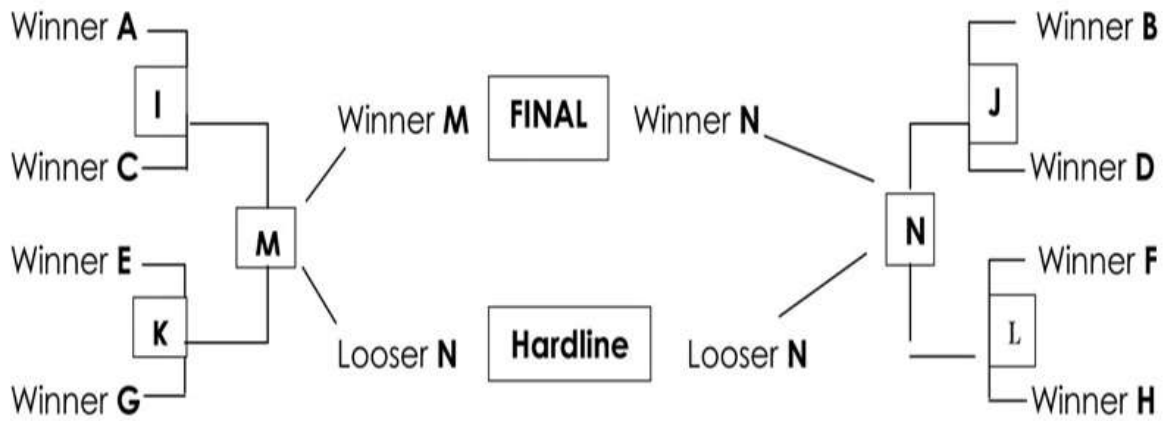 Winner A
I
Winner C
Winner E
K
Winner G
M
Winner M
FINAL
Winner N
Looser N
Hardline
Looser N
N
Winner B
J
Winner D
Winner F
L
Winner H